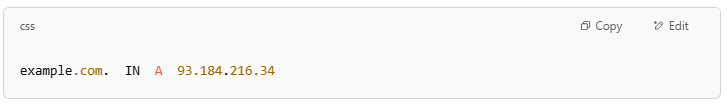 css Copy Edit
example.com.  IN  A  93.184.216.34